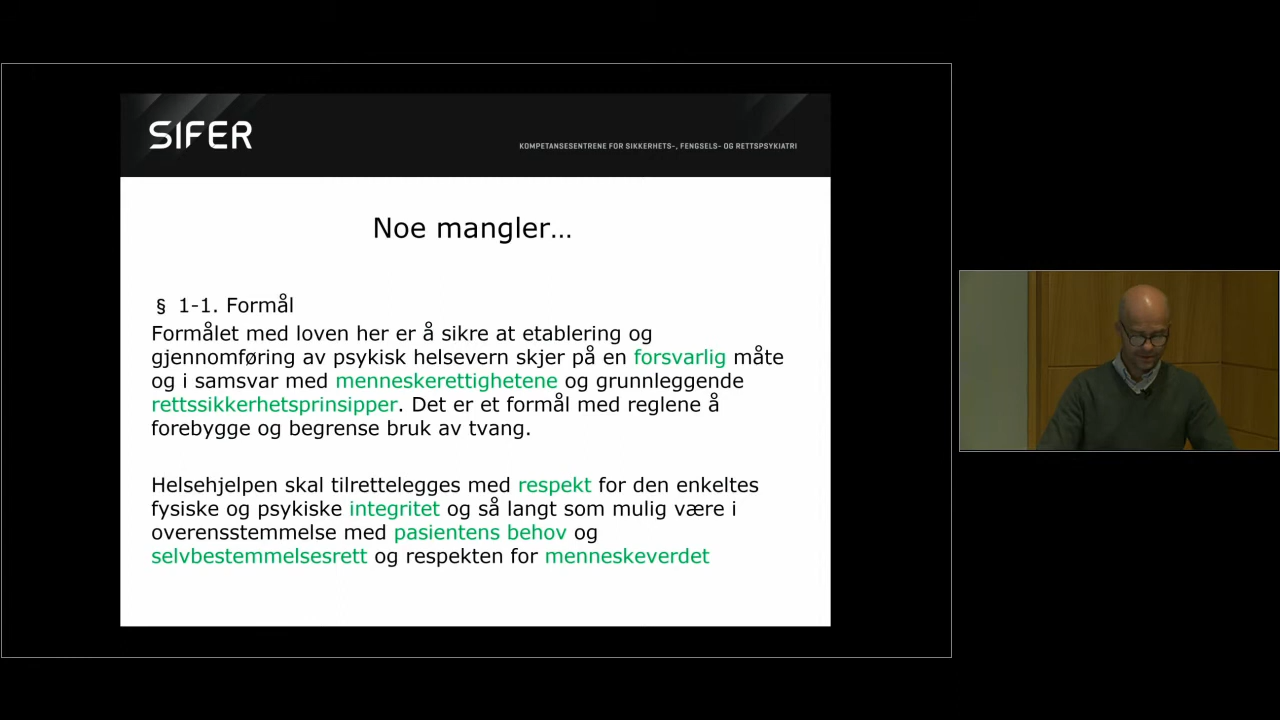 SIFER
KOMPETANSESENTRENE FOR SIKKERHETS-, FENGSELS- OG RETTSPSYKIATRI
Noe mangler…
§ 1-1. Formål
Formålet med loven her er å sikre at etablering og
gjennomføring av psykisk helsevern skjer på en forsvarlig måte
og i samsvar med menneskerettighetene og grunnleggende
rettssikkerhetsprinsipper. Det er et formål med reglene å
forebygge og begrense bruk av tvang.
Helsehjelpen skal tilrettelegges med respekt for den enkeltes
fysiske og psykiske integritet og så langt som mulig være i
overensstemmelse med pasientens behov og
selvbestemmelsesrett og respekten for menneskeverdet